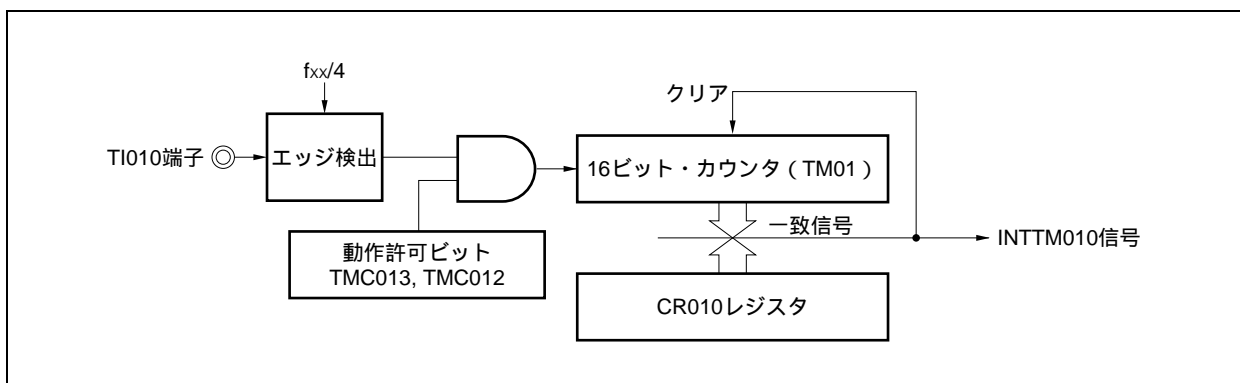 fxx/4
クリア
TI010端子
エッジ検出
16ビット・カウンタ（TM01）
一致信号
INTTM010信号
動作許可ビット
TMC013, TMC012
CR010レジスタ